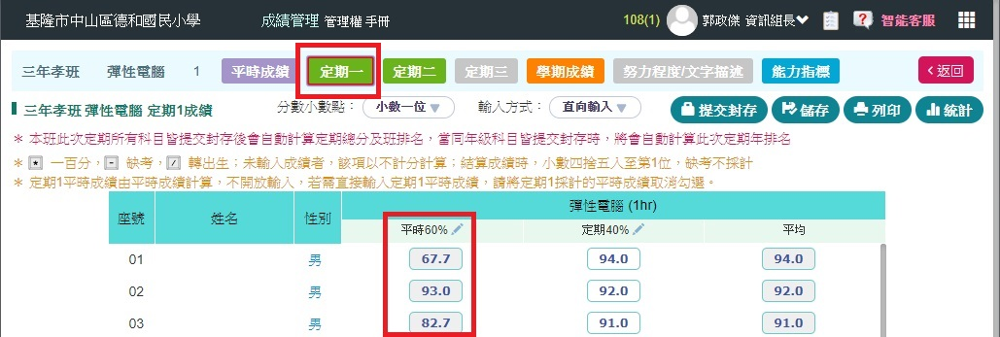 基隆市中山區德和國民小學 成績管理 管理權 手冊 108(1) 郭政傑 資訊組長 智能客服
三年孝班 彈性電腦 1 平時成績 定期一 定期二 定期三 學期成績 努力程度/文字描述 能力指標 返回
三年孝班 彈性電腦 定期1成績 分數小數點: 小數一位 輸入方式: 直向輸入 提交封存 儲存 列印 統計
* 本班此次定期所有科目皆提交封存後會自動計算定期總分及班排名,當同年級科目皆提交封存時,將會自動計算此次定期年排名
* * 一百分, - 缺考, / 轉出生;未輸入成績者,該項以不計分計算;結算成績時,小數四捨五入至第1位,缺考不採計
* 定期1平時成績由平時成績計算,不開放輸入,若需直接輸入定期1平時成績,請將定期1採計的平時成績取消勾選。
座號 姓名 性別 彈性電腦 (1hr)
平時60% 定期40% 平均
01 男 67.7 94.0 94.0
02 男 93.0 92.0 92.0
03 男 82.7 91.0 91.0